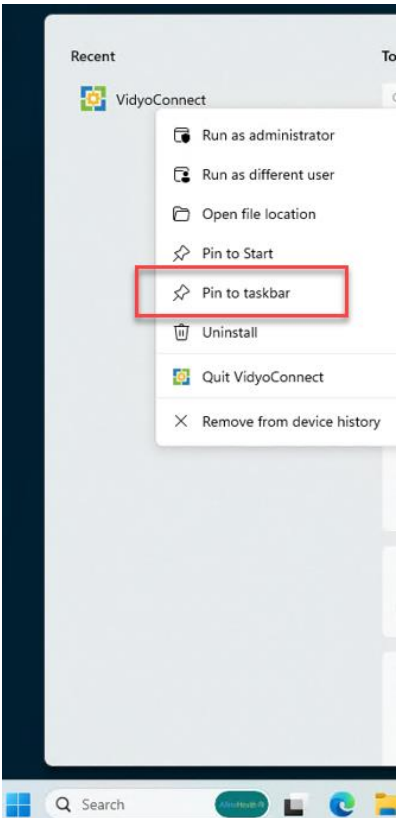 Recent
To
VidyoConnect
Run as administrator
Run as different user
Open file location
Pin to Start
Pin to taskbar
Uninstall
Quit VidyoConnect
Remove from device history
Search